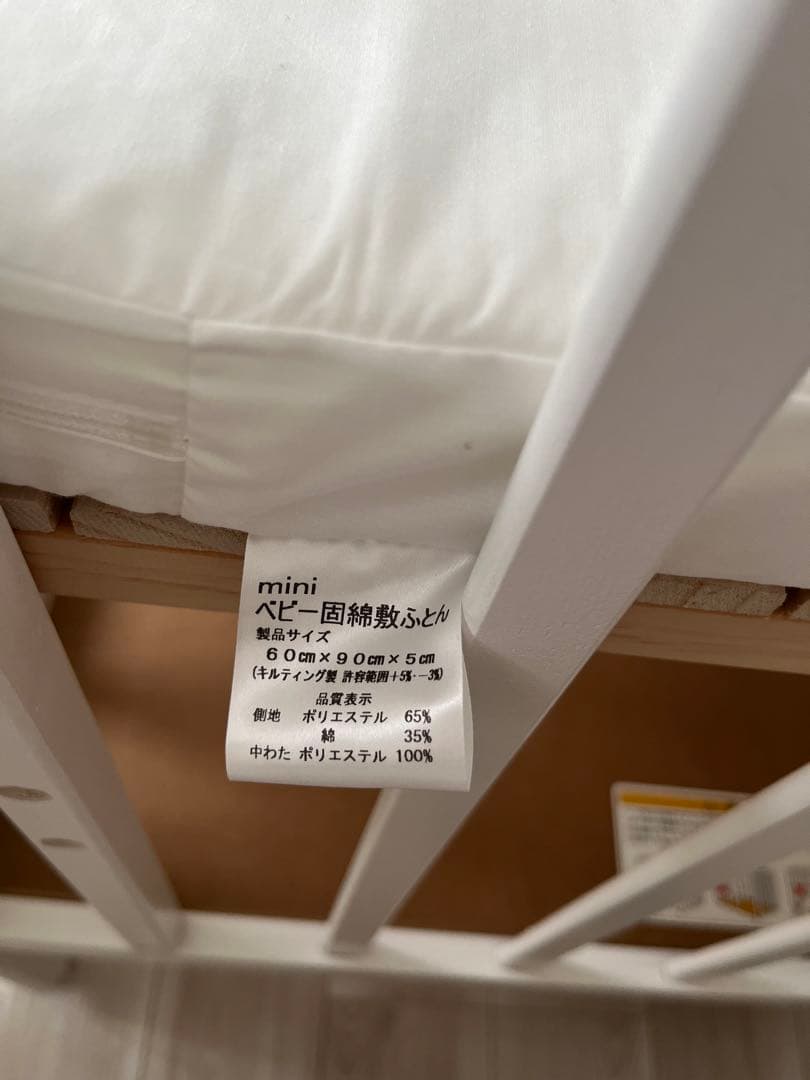 mini
ベビー固綿敷ふとん
製品サイズ
60㎝×90㎝×5㎝
(キルティング製 許容範囲+5%・-3%)
品質表示
側地 ポリエステル 65%
綿 35%
中わた ポリエステル 100%